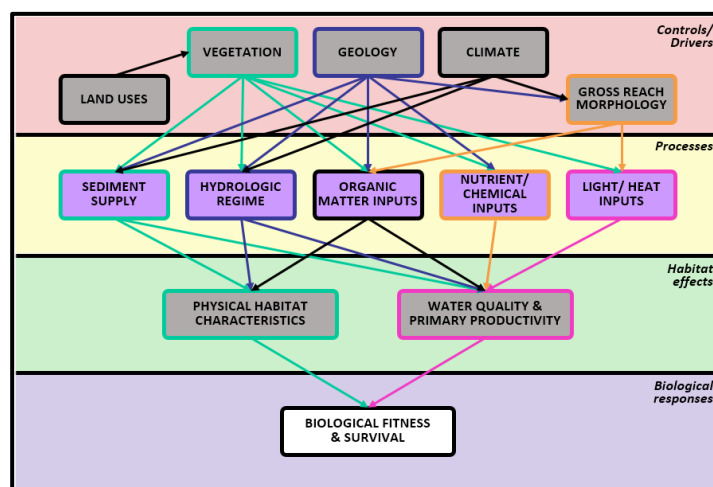 Controls/
Drivers
VEGETATION
GEOLOGY
CLIMATE
LAND USES
GROSS REACH
MORPHOLOGY
Processes
SEDIMENT
SUPPLY
HYDROLOGIC
REGIME
ORGANIC
MATTER INPUTS
NUTRIENT/
CHEMICAL
INPUTS
LIGHT/ HEAT
INPUTS
Habitat
effects
PHYSICAL HABITAT
CHARACTERISTICS
WATER QUALITY &
PRIMARY PRODUCTIVITY
Biological
responses
BIOLOGICAL FITNESS
& SURVIVAL